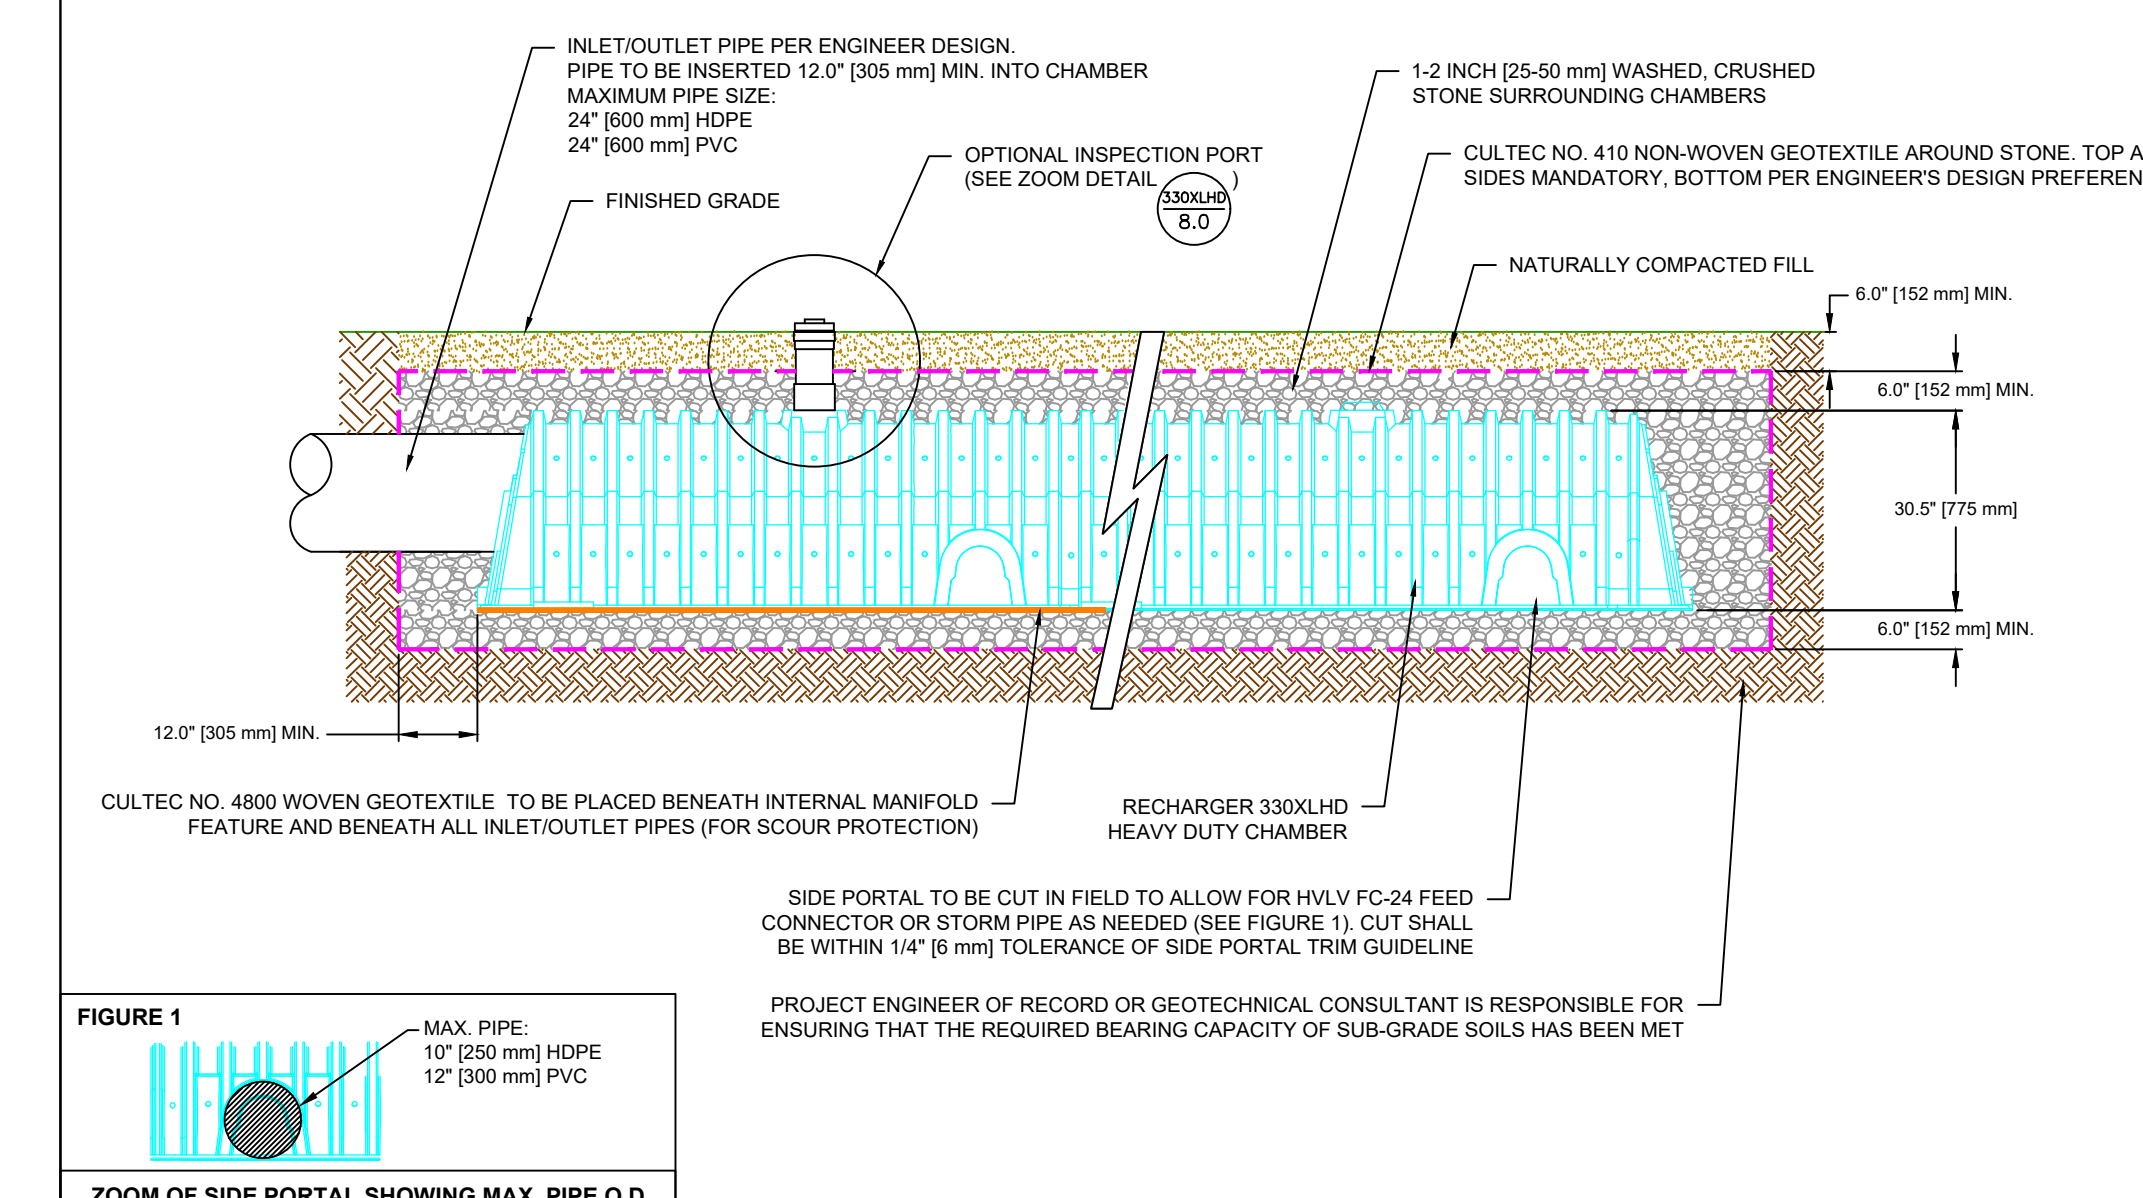 INLET/OUTLET PIPE PER ENGINEER DESIGN.
PIPE TO BE INSERTED 12.0" [305 mm] MIN. INTO CHAMBER
MAXIMUM PIPE SIZE:
24" [600 mm] HDPE
24" [600 mm] PVC
1-2 INCH [25-50 mm] WASHED, CRUSHED
STONE SURROUNDING CHAMBERS
OPTIONAL INSPECTION PORT
(SEE ZOOM DETAIL )
330XLHD
8.0
CULTEC NO. 410 NON-WOVEN GEOTEXTILE AROUND STONE. TOP A
SIDES MANDATORY, BOTTOM PER ENGINEER'S DESIGN PREFEREN
FINISHED GRADE
NATURALLY COMPACTED FILL
6.0" [152 mm] MIN.
6.0" [152 mm] MIN.
30.5" [775 mm]
6.0" [152 mm] MIN.
12.0" [305 mm] MIN.
CULTEC NO. 4800 WOVEN GEOTEXTILE TO BE PLACED BENEATH INTERNAL MANIFOLD
FEATURE AND BENEATH ALL INLET/OUTLET PIPES (FOR SCOUR PROTECTION)
RECHARGER 330XLHD
HEAVY DUTY CHAMBER
SIDE PORTAL TO BE CUT IN FIELD TO ALLOW FOR HVLV FC-24 FEED
CONNECTOR OR STORM PIPE AS NEEDED (SEE FIGURE 1). CUT SHALL
BE WITHIN 1/4" [6 mm] TOLERANCE OF SIDE PORTAL TRIM GUIDELINE
PROJECT ENGINEER OF RECORD OR GEOTECHNICAL CONSULTANT IS RESPONSIBLE FOR
ENSURING THAT THE REQUIRED BEARING CAPACITY OF SUB-GRADE SOILS HAS BEEN MET
FIGURE 1
MAX. PIPE:
10" [250 mm] HDPE
12" [300 mm] PVC
ZOOM OF SIDE PORTAL SHOWING MAX. PIPE O.D.